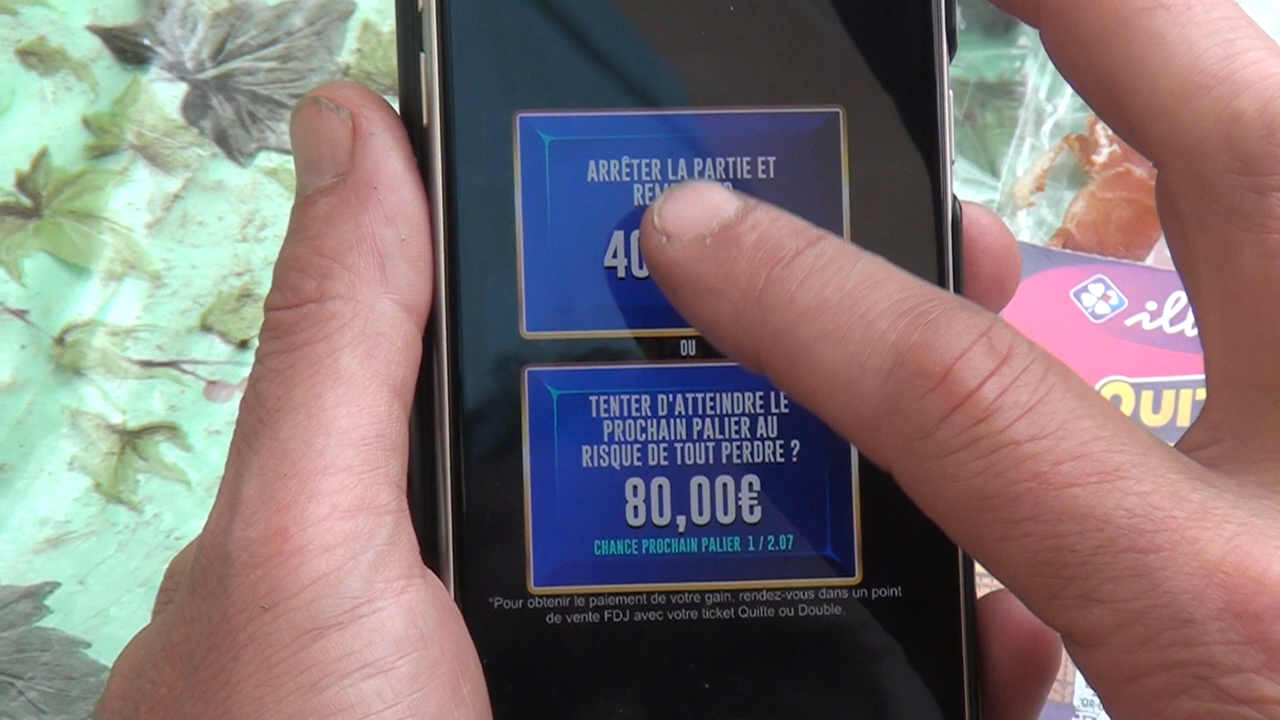 ARRÊTER LA PARTIE ET
40
OU
TENTER D'ATTEINDRE LE
PROCHAIN PALIER AU
RISQUE DE TOUT PERDRE ?
80,00€
CHANCE PROCHAIN PALIER 1 / 2.07
*Pour obtenir le paiement de votre gain, rendez-vous dans un point
de vente FDJ avec votre ticket Quitte ou Double.
QUIT